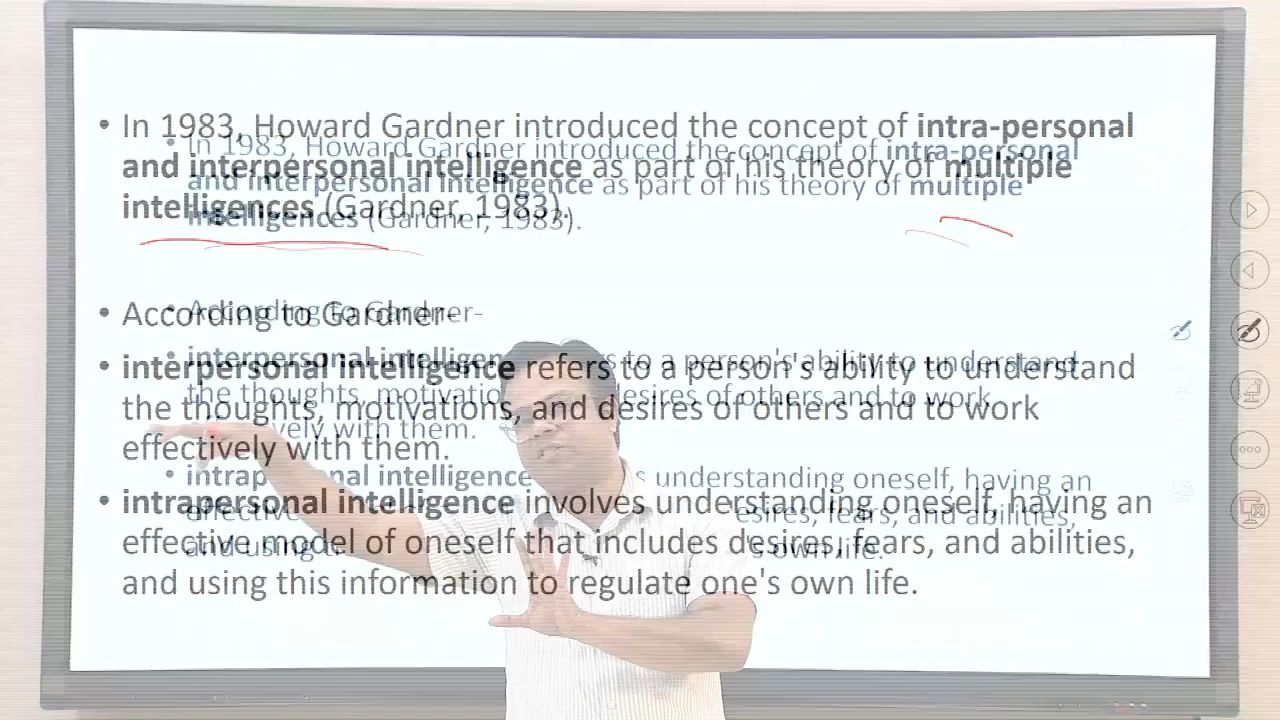 • In 1983, Howard Gardner introduced the concept of intra-personal
and interpersonal intelligence as part of his theory of multiple
intelligences (Gardner, 1983).
• According to Gardner-
• interpersonal intelligence refers to a person's ability to understand
the thoughts, motivations, and desires of others and to work
effectively with them.
• intrapersonal intelligence involves understanding oneself, having an
effective model of oneself that includes desires, fears, and abilities,
and using this information to regulate one's own life.